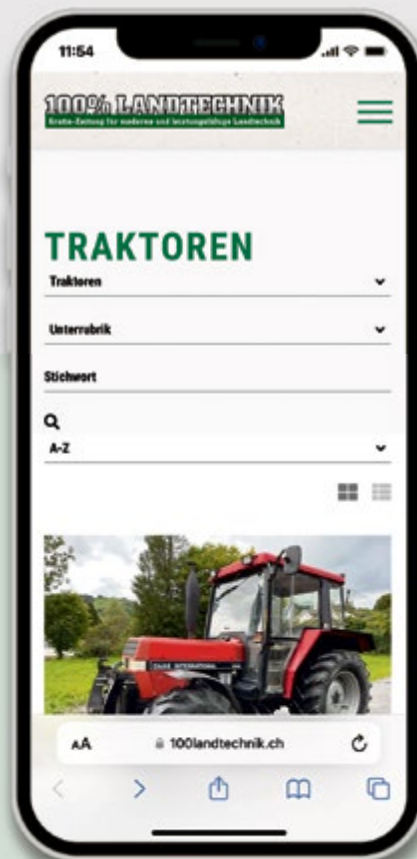 11:54
100% LANDTECHNIK
Gratis-Zeitung für moderne und leistungsfähige Landtechnik
TRAKTOREN
Traktoren
Unterrubrik
Stichwort
A-Z
CASE INTERNATIONAL
AA
100landtechnik.ch